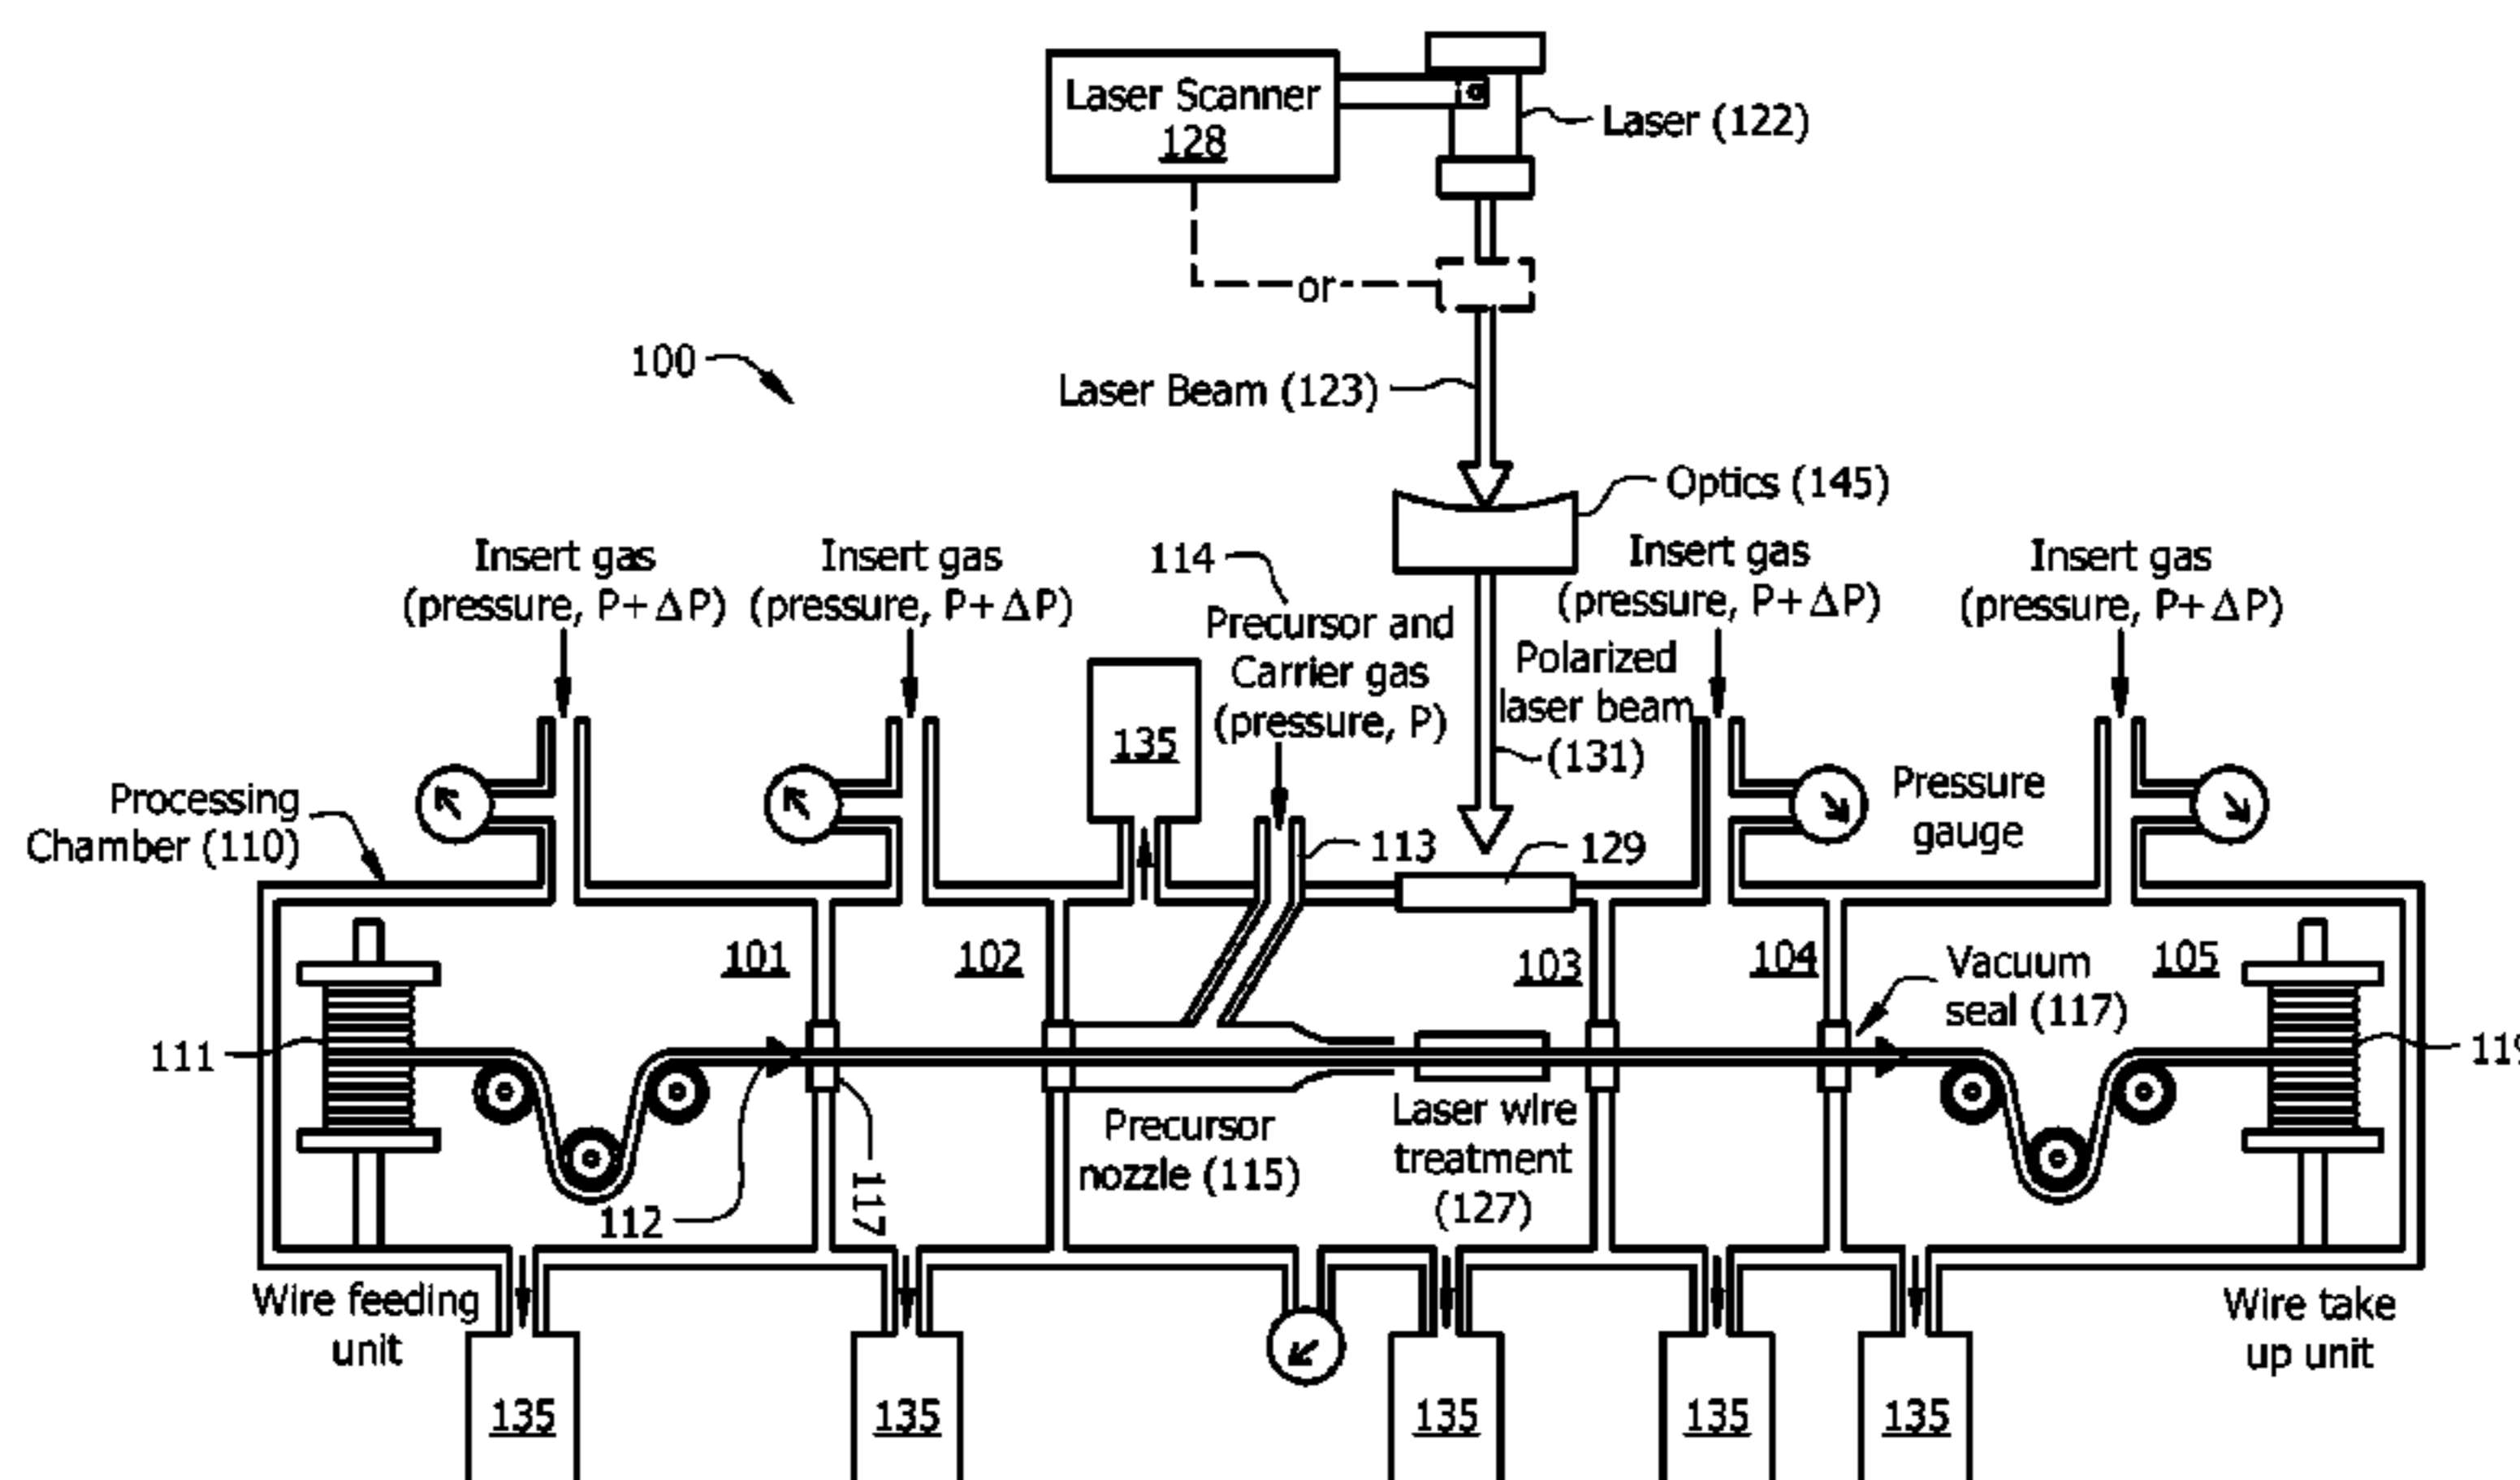 Laser Scanner
128
Laser (122)
or
100
Laser Beam (123)
Optics (145)
Insert gas
(pressure, P+ΔP)
Insert gas
(pressure, P+ΔP)
114
Precursor and
Carrier gas
(pressure, P)
Insert gas
(pressure, P+ΔP)
Insert gas
(pressure, P+ΔP)
Polarized
laser beam
(131)
135
Processing
Chamber (110)
113
129
Pressure
gauge
101
102
103
104
105
Vacuum
seal (117)
111
119
Precursor
nozzle (115)
Laser wire
treatment
(127)
112
117
Wire feeding
unit
Wire take
up unit
135
135
135
135
135